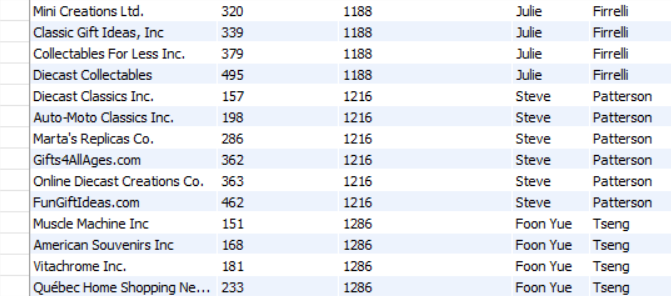 Mini Creations Ltd. 320 1188 Julie Firrelli
Classic Gift Ideas, Inc 339 1188 Julie Firrelli
Collectables For Less Inc. 379 1188 Julie Firrelli
Diecast Collectables 495 1188 Julie Firrelli
Diecast Classics Inc. 157 1216 Steve Patterson
Auto-Moto Classics Inc. 198 1216 Steve Patterson
Marta's Replicas Co. 286 1216 Steve Patterson
Gifts4AllAges.com 362 1216 Steve Patterson
Online Diecast Creations Co. 363 1216 Steve Patterson
FunGiftIdeas.com 462 1216 Steve Patterson
Muscle Machine Inc 151 1286 Foon Yue Tseng
American Souvenirs Inc 168 1286 Foon Yue Tseng
Vitachrome Inc. 181 1286 Foon Yue Tseng
Québec Home Shopping Ne... 233 1286 Foon Yue Tseng